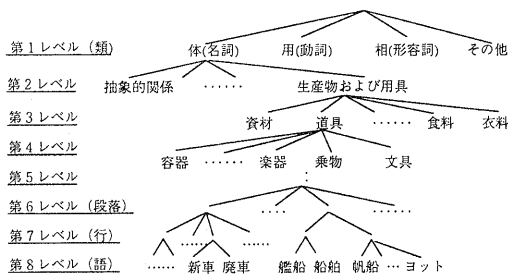 第1レベル (類) 体(名詞) 用(動詞) 相(形容詞) その他
第2レベル 抽象的関係 …… 生産物および用具
第3レベル 資材 道具 …… 食料 衣料
第4レベル 容器 …… 楽器 乗物 文具
第5レベル ⋮
第6レベル (段落) …… ……
第7レベル (行) …… ……
第8レベル (語) …… 新車 廃車 艦船 船舶 帆船 … ヨット